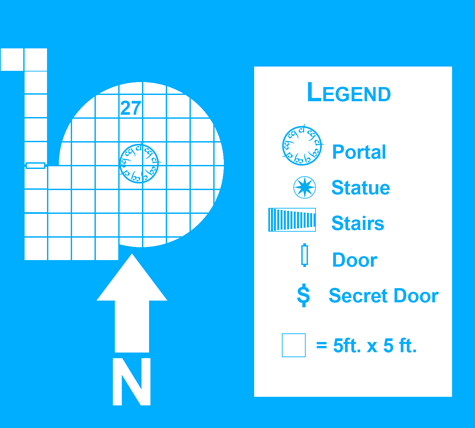 27
LEGEND
Portal
Statue
Stairs
Door
$ Secret Door
= 5ft. x 5 ft.
N